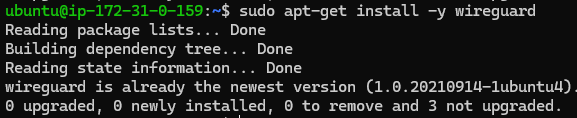 ubuntu@ip-172-31-0-159:~$ sudo apt-get install -y wireguard
Reading package lists... Done
Building dependency tree... Done
Reading state information... Done
wireguard is already the newest version (1.0.20210914-1ubuntu4).
0 upgraded, 0 newly installed, 0 to remove and 3 not upgraded.